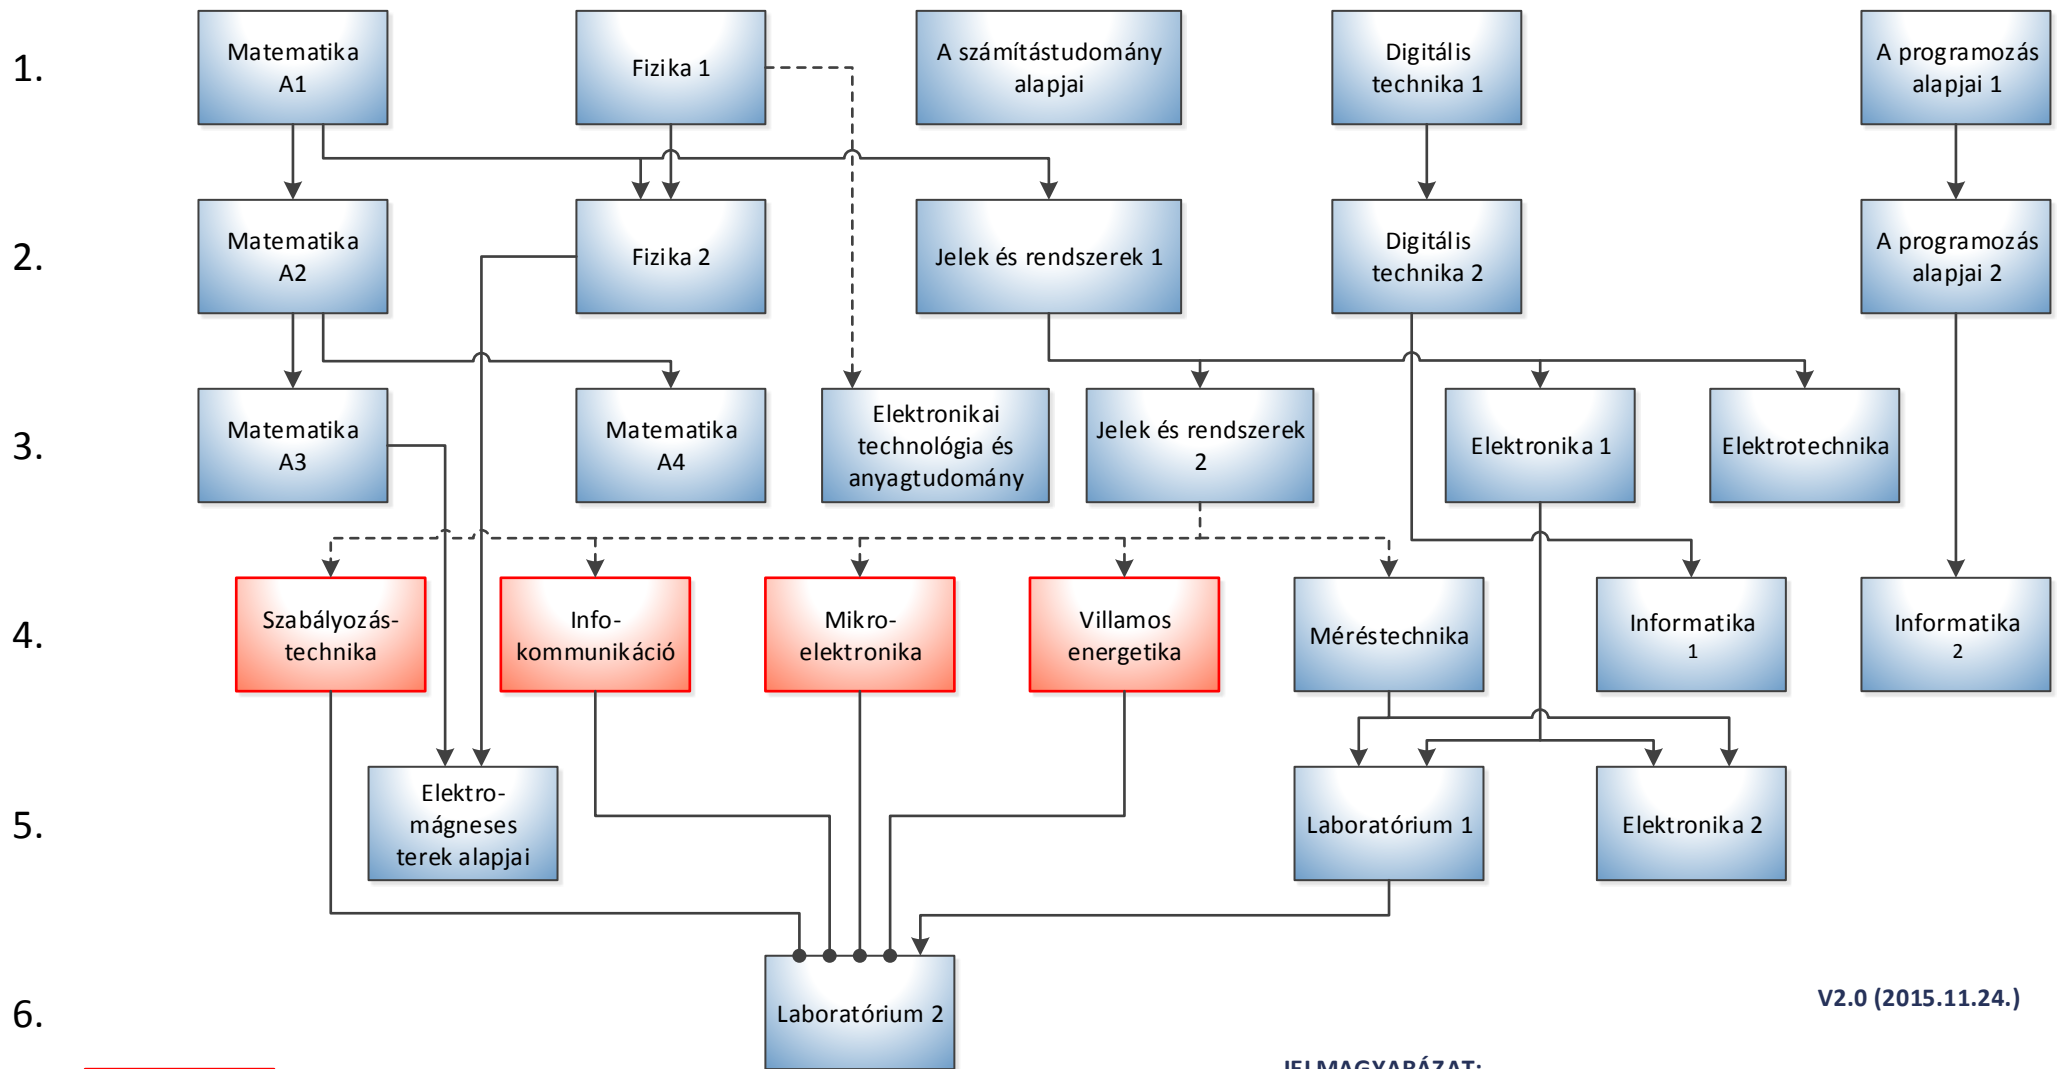 1.
Matematika
A1
Fizika 1
A számítástudomány
alapjai
Digitális
technika 1
A programozás
alapjai 1
2.
Matematika
A2
Fizika 2
Jelek és rendszerek 1
Digitális
technika 2
A programozás
alapjai 2
3.
Matematika
A3
Matematika
A4
Elektronikai
technológia és
anyagtudomány
Jelek és rendszerek
2
Elektronika 1
Elektrotechnika
4.
Szabályozás-
technika
Info-
kommunikáció
Mikro-
elektronika
Villamos
energetika
Méréstechnika
Informatika
1
Informatika
2
5.
Elektro-
mágneses
terek alapjai
Laboratórium 1
Elektronika 2
6.
Laboratórium 2
V2.0 (2015.11.24.)
JELMAGYARÁZAT: